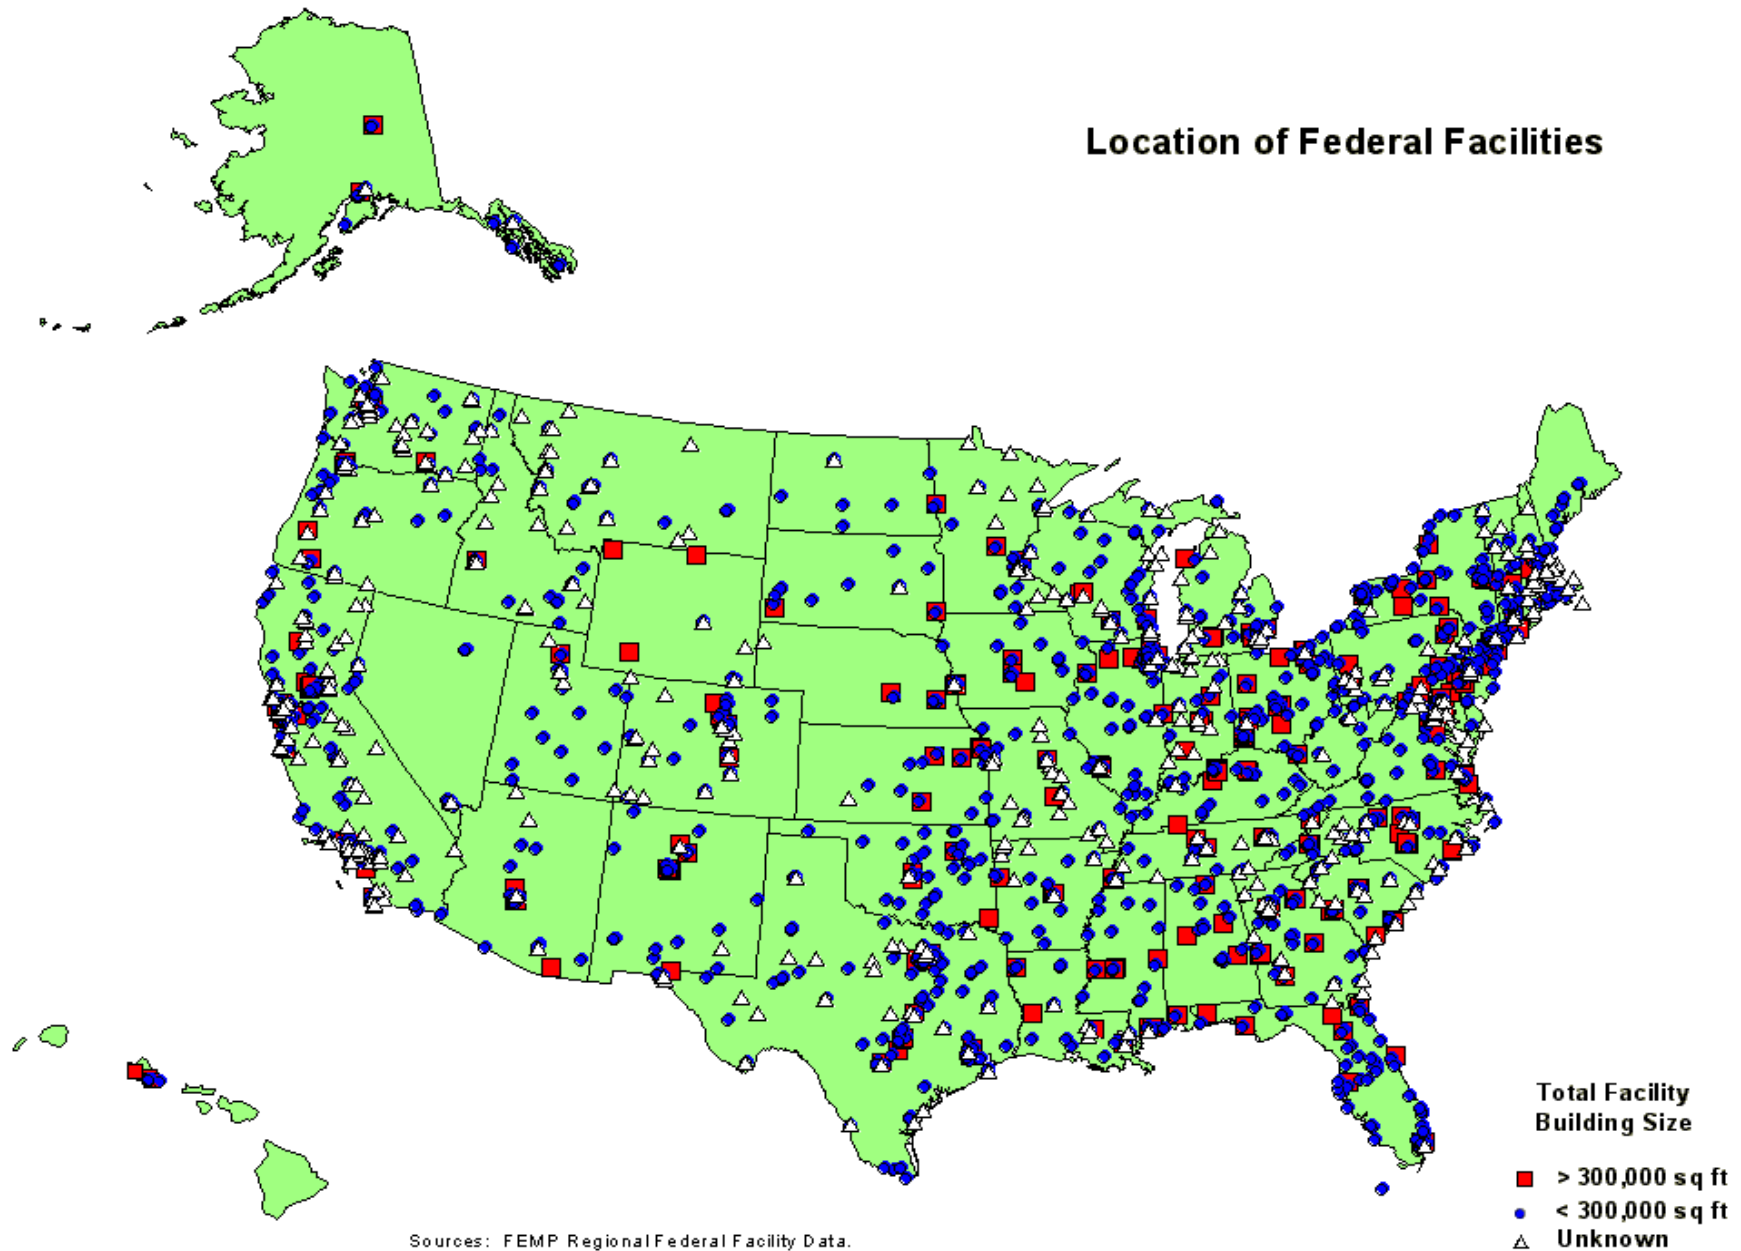 Location of Federal Facilities
Total Facility
Building Size
> 300,000 sq ft
< 300,000 sq ft
Unknown
Sources: FEMP Regional Federal Facility Data.